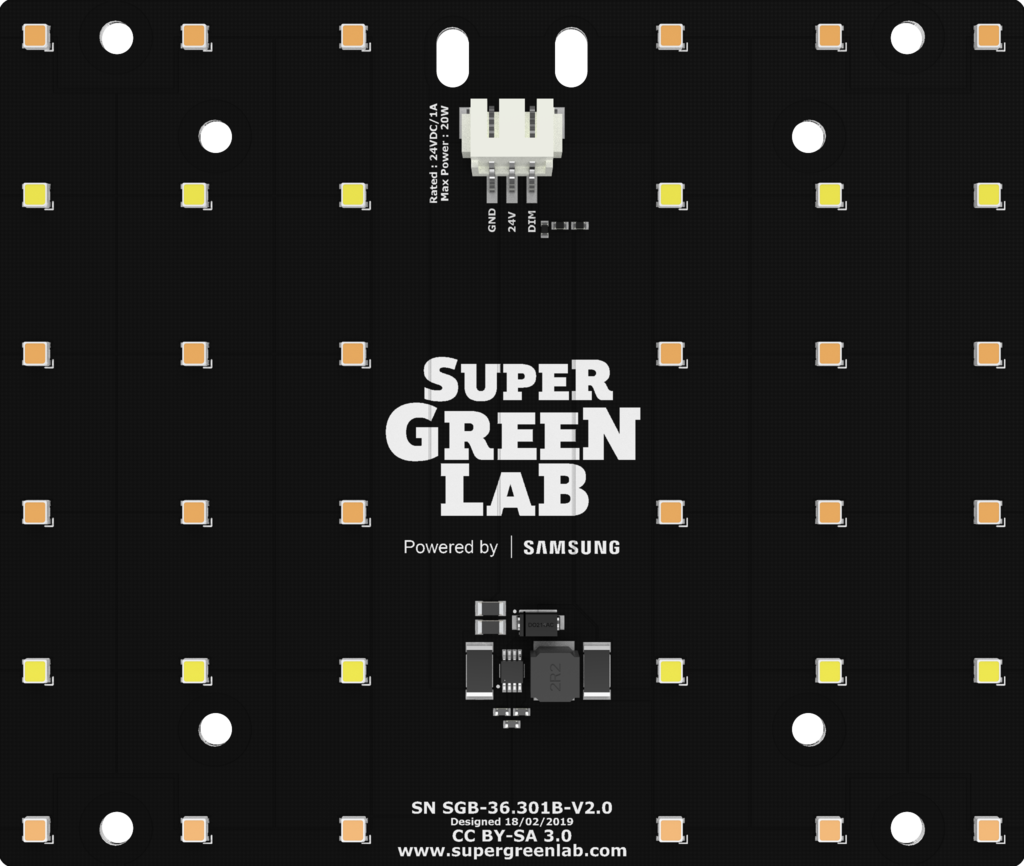 Rated : 24VDC/1A
Max Power : 20W
GND
24V
DIM
SUPER
GREEN
LAB
Powered by | SAMSUNG
2R2
SN SGB-36.301B-V2.0
Designed 18/02/2019
CC BY-SA 3.0
www.supergreenlab.com